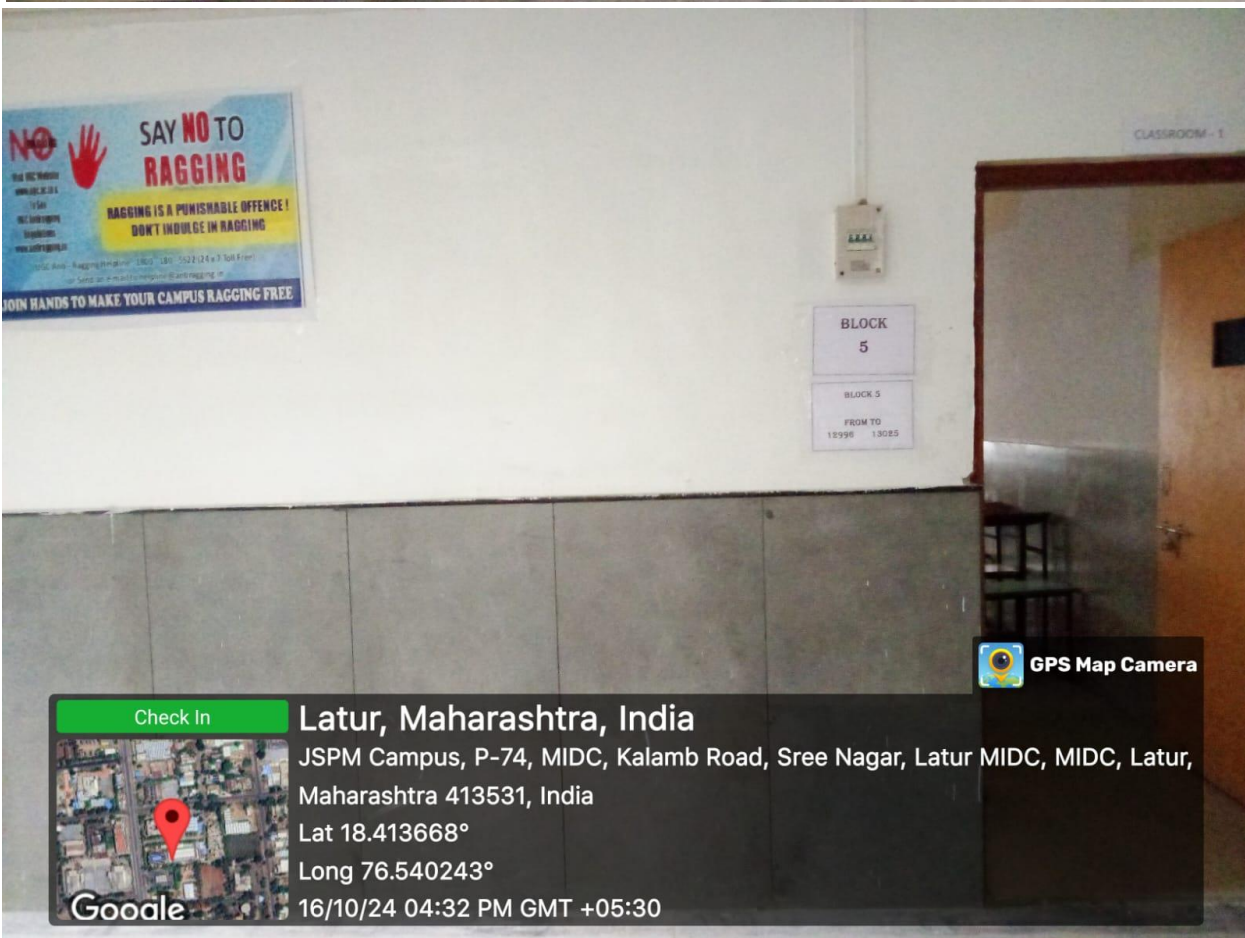 NO
SAY NO TO
RAGGING
RAGGING IS A PUNISHABLE OFFENCE !
DON'T INDULGE IN RAGGING
JOIN HANDS TO MAKE YOUR CAMPUS RAGGING FREE
CLASSROOM - 1
BLOCK
5
BLOCK 5
FROM TO
12996 13025
GPS Map Camera
Check In
Latur, Maharashtra, India
JSPM Campus, P-74, MIDC, Kalamb Road, Sree Nagar, Latur MIDC, MIDC, Latur,
Maharashtra 413531, India
Lat 18.413668°
Long 76.540243°
16/10/24 04:32 PM GMT +05:30
Google